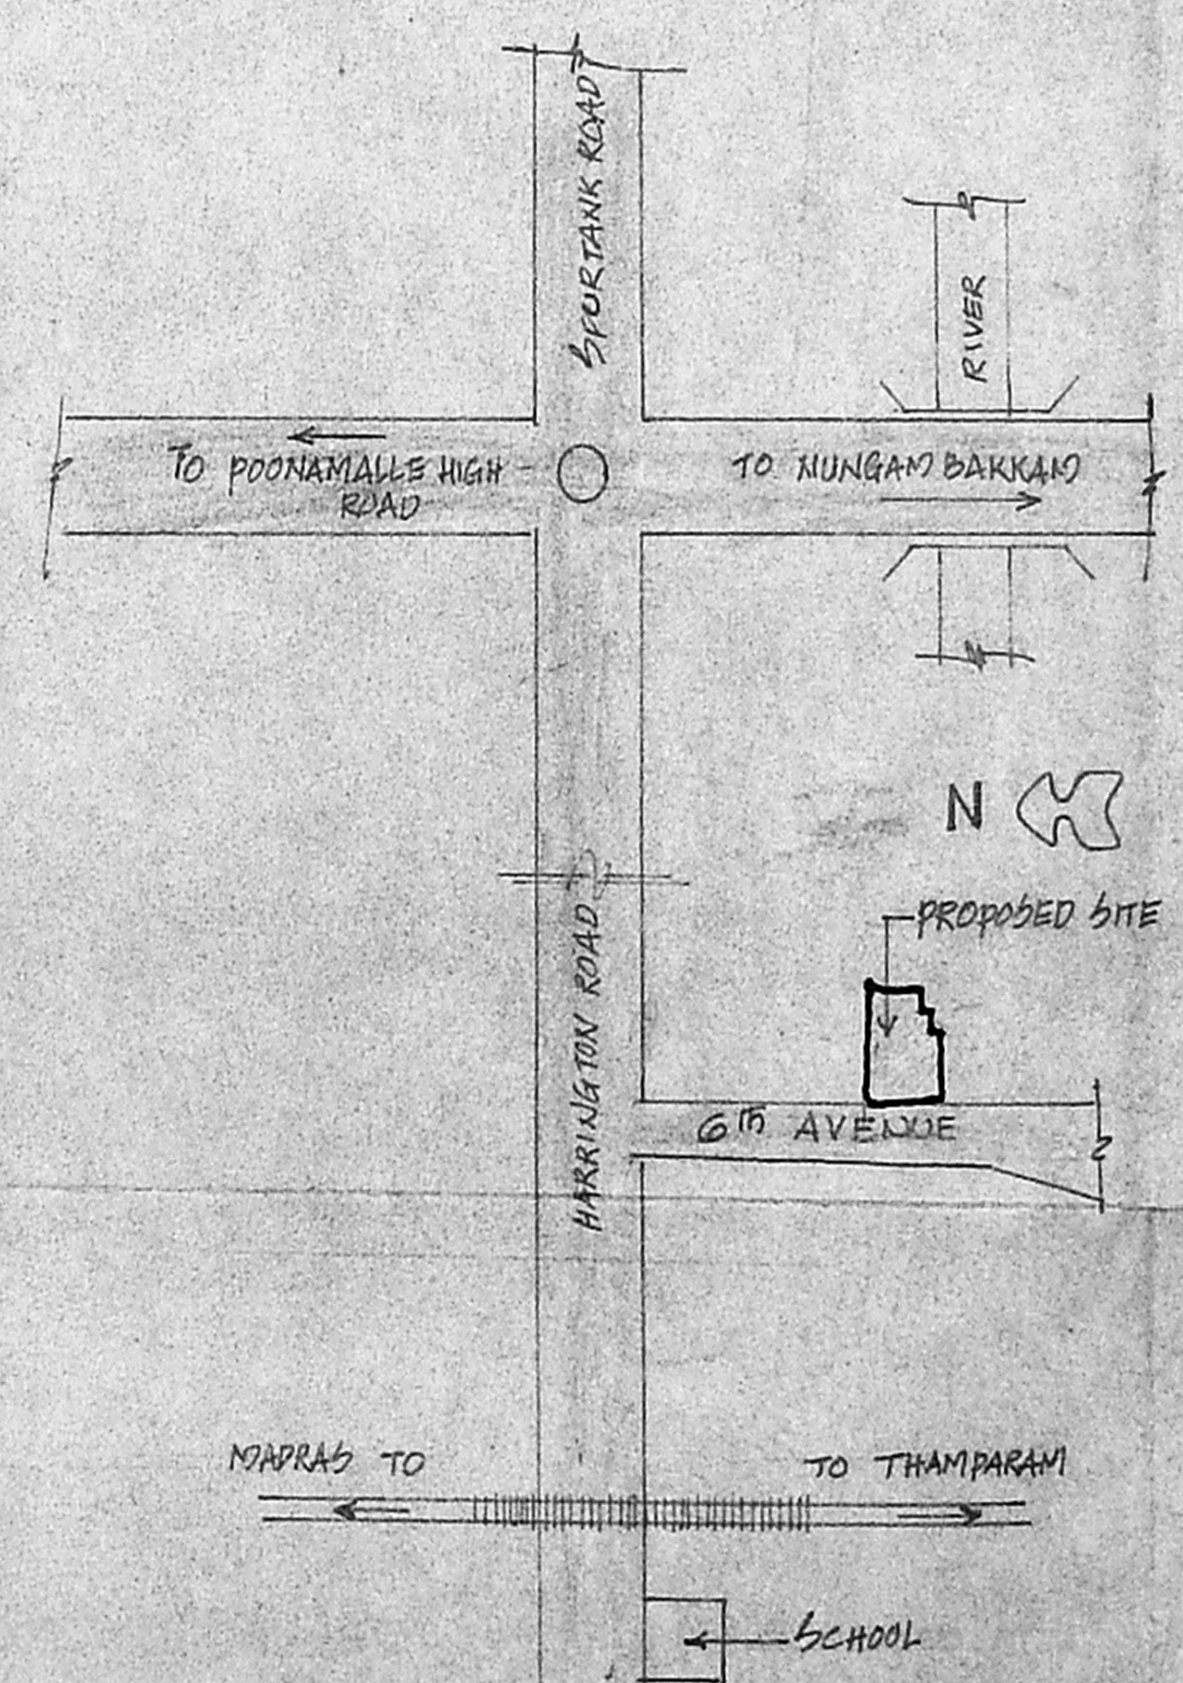 SPURTANK ROAD
RIVER
TO POONAMALLE HIGH
ROAD
TO NUNGAMBAKKAM
N
PROPOSED SITE
HARRINGTON ROAD
6TH AVENUE
MADRAS TO
TO THAMPARAM
SCHOOL